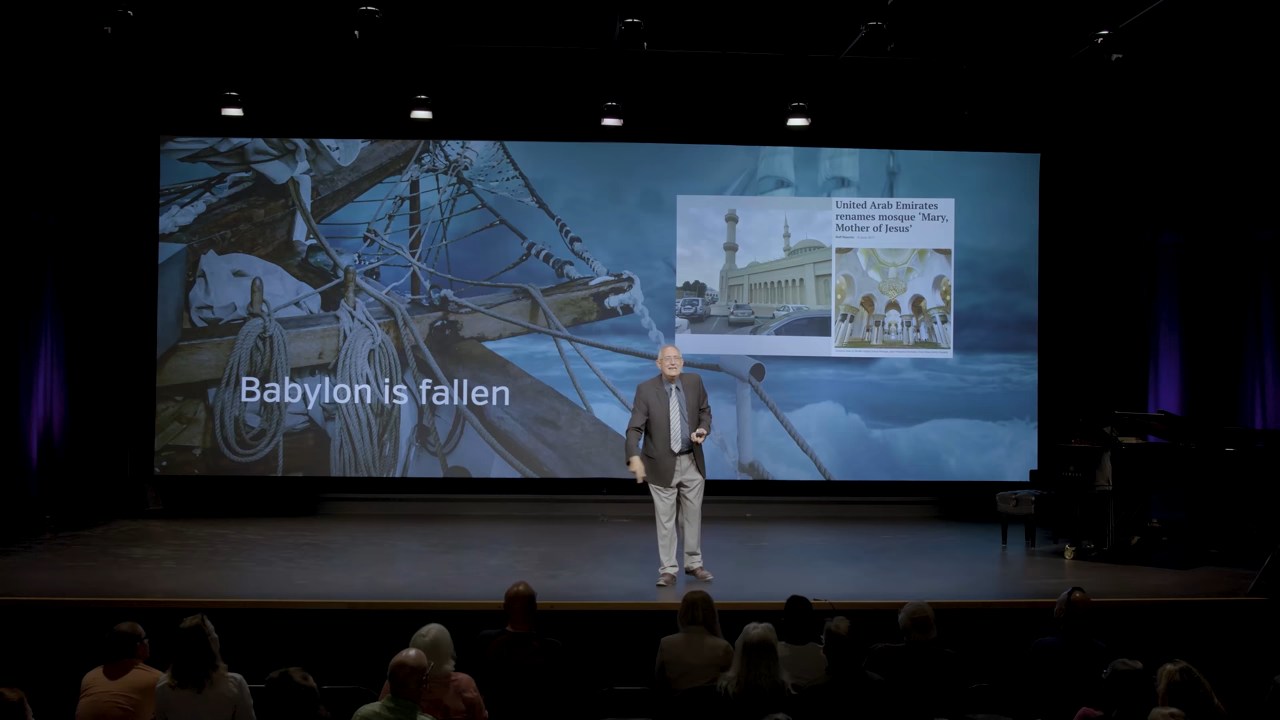 United Arab Emirates
renames mosque ‘Mary,
Mother of Jesus’
Babylon is fallen